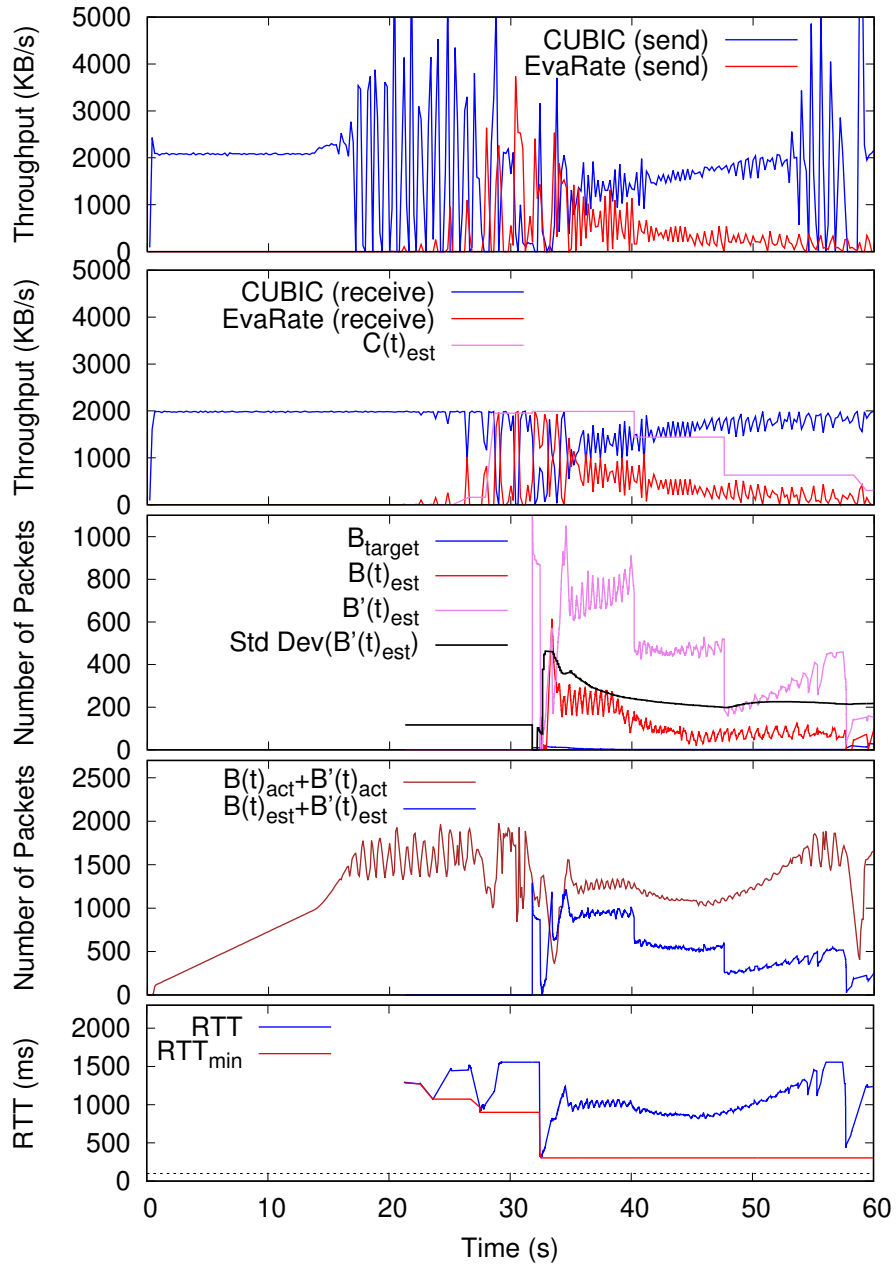 Throughput (KB/s)
5000
4000
3000
2000
1000
0
CUBIC (send)
EvaRate (send)
Throughput (KB/s)
5000
4000
3000
2000
1000
0
CUBIC (receive)
EvaRate (receive)
C(t)est
Number of Packets
1000
800
600
400
200
0
Btarget
B(t)est
B'(t)est
Std Dev(B'(t)est)
Number of Packets
2500
2000
1500
1000
500
0
B(t)act+B'(t)act
B(t)est+B'(t)est
RTT (ms)
2000
1500
1000
500
0
RTT
RTTmin
0 10 20 30 40 50 60
Time (s)